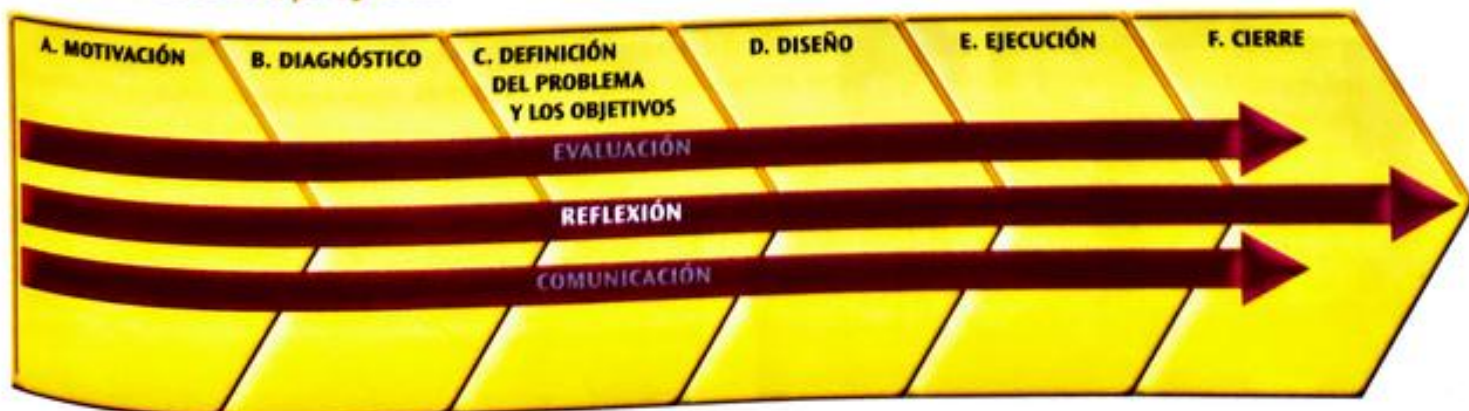 A. MOTIVACIÓN
B. DIAGNÓSTICO
C. DEFINICIÓN
DEL PROBLEMA
Y LOS OBJETIVOS
D. DISEÑO
E. EJECUCIÓN
F. CIERRE
EVALUACIÓN
REFLEXIÓN
COMUNICACIÓN